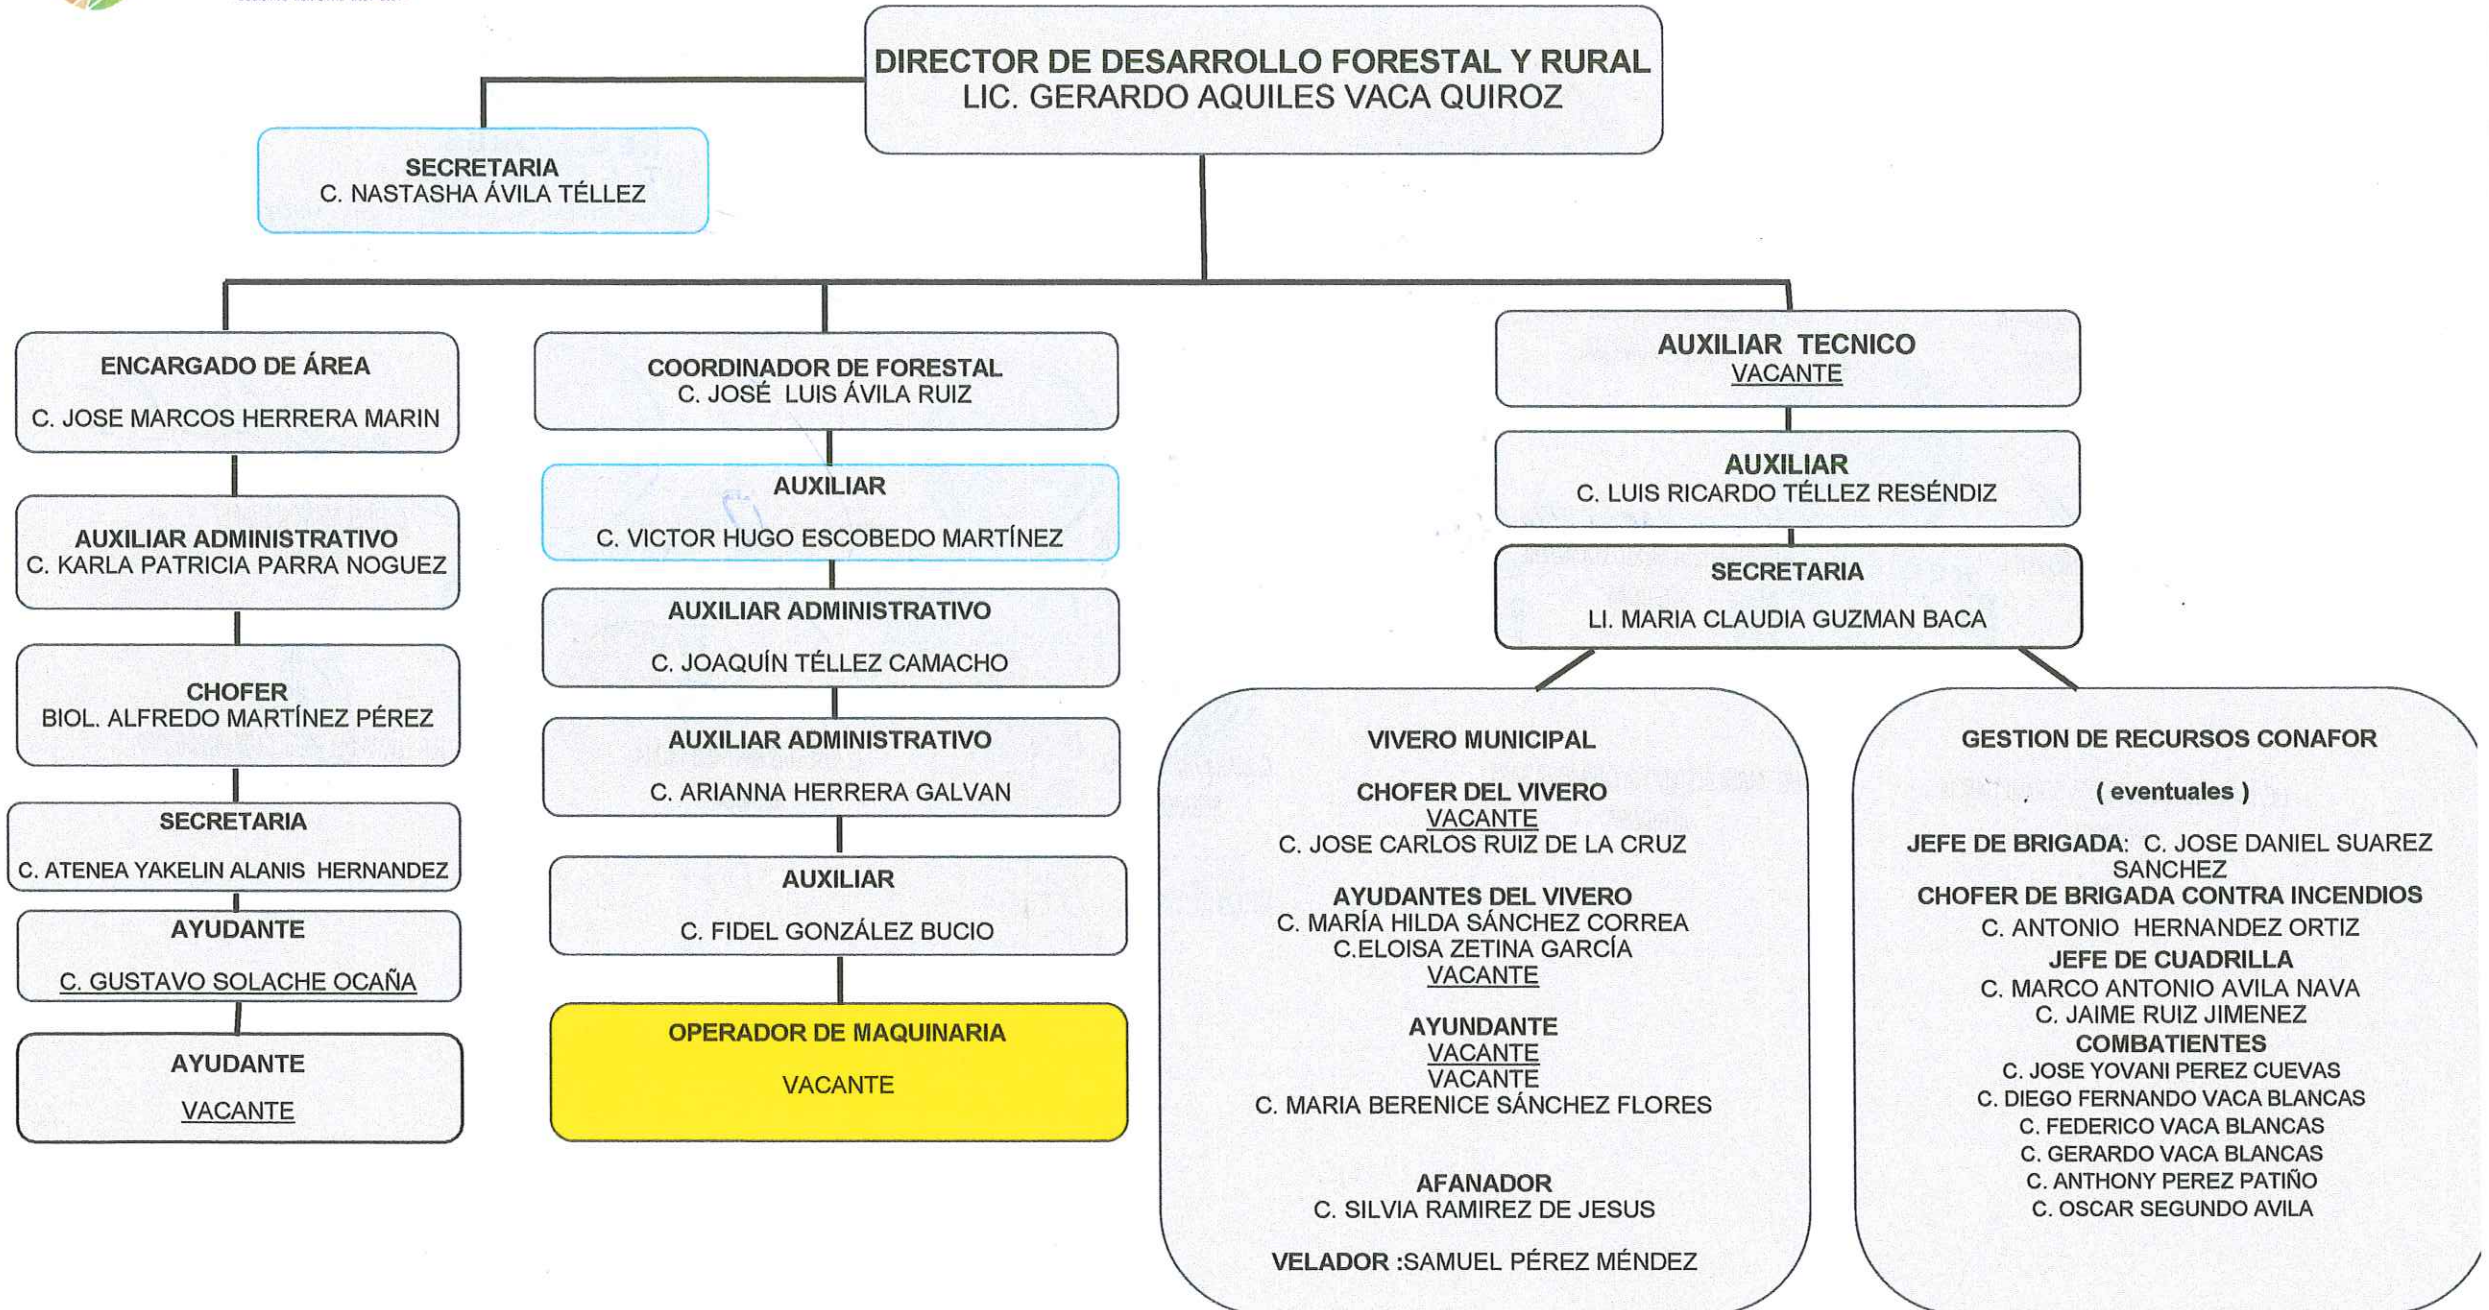 DIRECTOR DE DESARROLLO FORESTAL Y RURAL
LIC. GERARDO AQUILES VACA QUIROZ
SECRETARIA
C. NASTASHA ÁVILA TÉLLEZ
ENCARGADO DE ÁREA
C. JOSE MARCOS HERRERA MARIN
AUXILIAR ADMINISTRATIVO
C. KARLA PATRICIA PARRA NOGUEZ
CHOFER
BIOL. ALFREDO MARTÍNEZ PÉREZ
SECRETARIA
C. ATENEA YAKELIN ALANIS HERNANDEZ
AYUDANTE
C. GUSTAVO SOLACHE OCAÑA
AYUDANTE
VACANTE
COORDINADOR DE FORESTAL
C. JOSÉ LUIS ÁVILA RUIZ
AUXILIAR
C. VICTOR HUGO ESCOBEDO MARTÍNEZ
AUXILIAR ADMINISTRATIVO
C. JOAQUÍN TÉLLEZ CAMACHO
AUXILIAR ADMINISTRATIVO
C. ARIANNA HERRERA GALVAN
AUXILIAR
C. FIDEL GONZÁLEZ BUCIO
OPERADOR DE MAQUINARIA
VACANTE
AUXILIAR TECNICO
VACANTE
AUXILIAR
C. LUIS RICARDO TÉLLEZ RESÉNDIZ
SECRETARIA
LI. MARIA CLAUDIA GUZMAN BACA
VIVERO MUNICIPAL
CHOFER DEL VIVERO
VACANTE
C. JOSE CARLOS RUIZ DE LA CRUZ
AYUDANTES DEL VIVERO
C. MARÍA HILDA SÁNCHEZ CORREA
C.ELOISA ZETINA GARCÍA
VACANTE
AYUNDANTE
VACANTE
VACANTE
C. MARIA BERENICE SÁNCHEZ FLORES
AFANADOR
C. SILVIA RAMIREZ DE JESUS
VELADOR :SAMUEL PÉREZ MÉNDEZ
GESTION DE RECURSOS CONAFOR
( eventuales )
JEFE DE BRIGADA: C. JOSE DANIEL SUAREZ
SANCHEZ
CHOFER DE BRIGADA CONTRA INCENDIOS
C. ANTONIO HERNANDEZ ORTIZ
JEFE DE CUADRILLA
C. MARCO ANTONIO AVILA NAVA
C. JAIME RUIZ JIMENEZ
COMBATIENTES
C. JOSE YOVANI PEREZ CUEVAS
C. DIEGO FERNANDO VACA BLANCAS
C. FEDERICO VACA BLANCAS
C. GERARDO VACA BLANCAS
C. ANTHONY PEREZ PATIÑO
C. OSCAR SEGUNDO AVILA